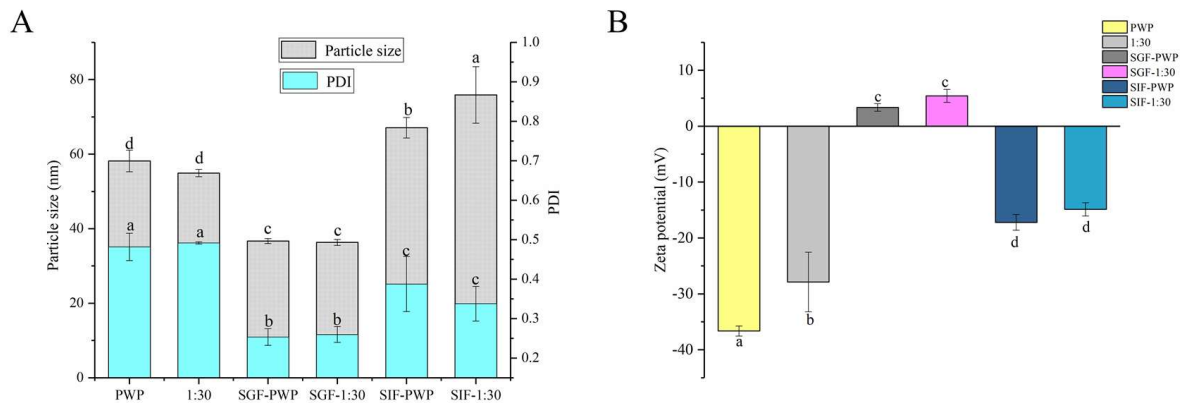 A
Particle size
PDI
Particle size (nm)
80
60
40
20
0
d
d
c
c
b
a
a
a
b
b
c
c
1.0
0.9
0.8
0.7
0.6
0.5
0.4
0.3
0.2
PDI
PWP
1:30
SGF-PWP
SGF-1:30
SIF-PWP
SIF-1:30
B
PWP
1:30
SGF-PWP
SGF-1:30
SIF-PWP
SIF-1:30
Zeta potential (mV)
10
0
-10
-20
-30
-40
a
b
c
c
d
d